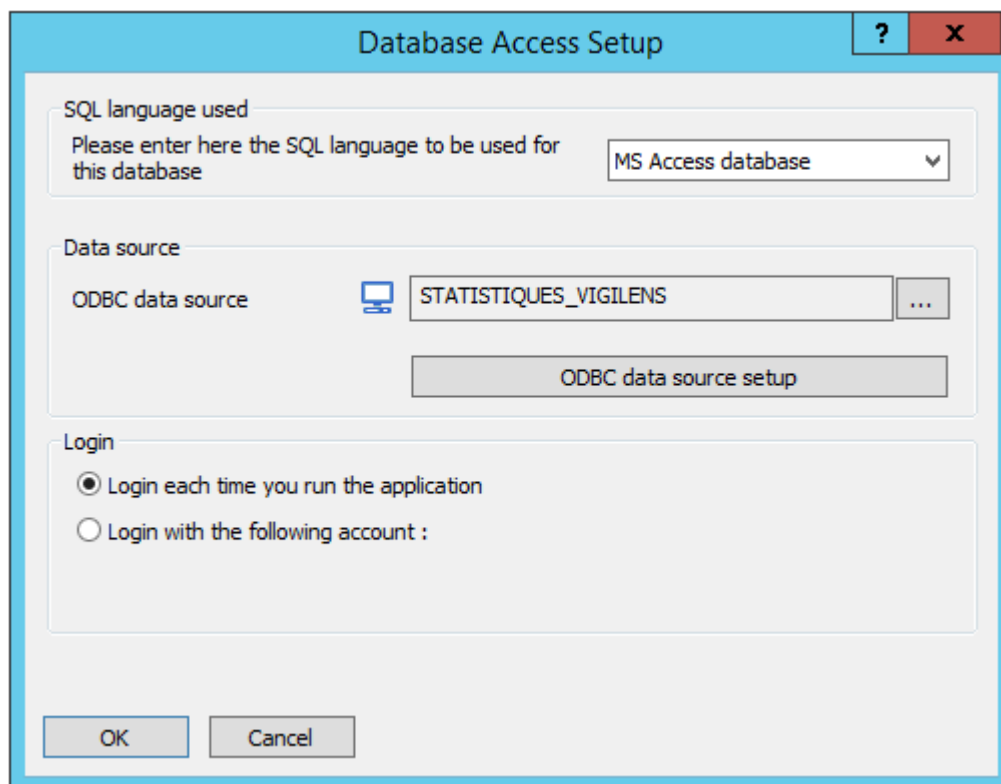 Database Access Setup
?
x
SQL language used
Please enter here the SQL language to be used for
this database
MS Access database
Data source
ODBC data source
STATISTIQUES_VIGILENS
...
ODBC data source setup
Login
Login each time you run the application
Login with the following account :
OK
Cancel